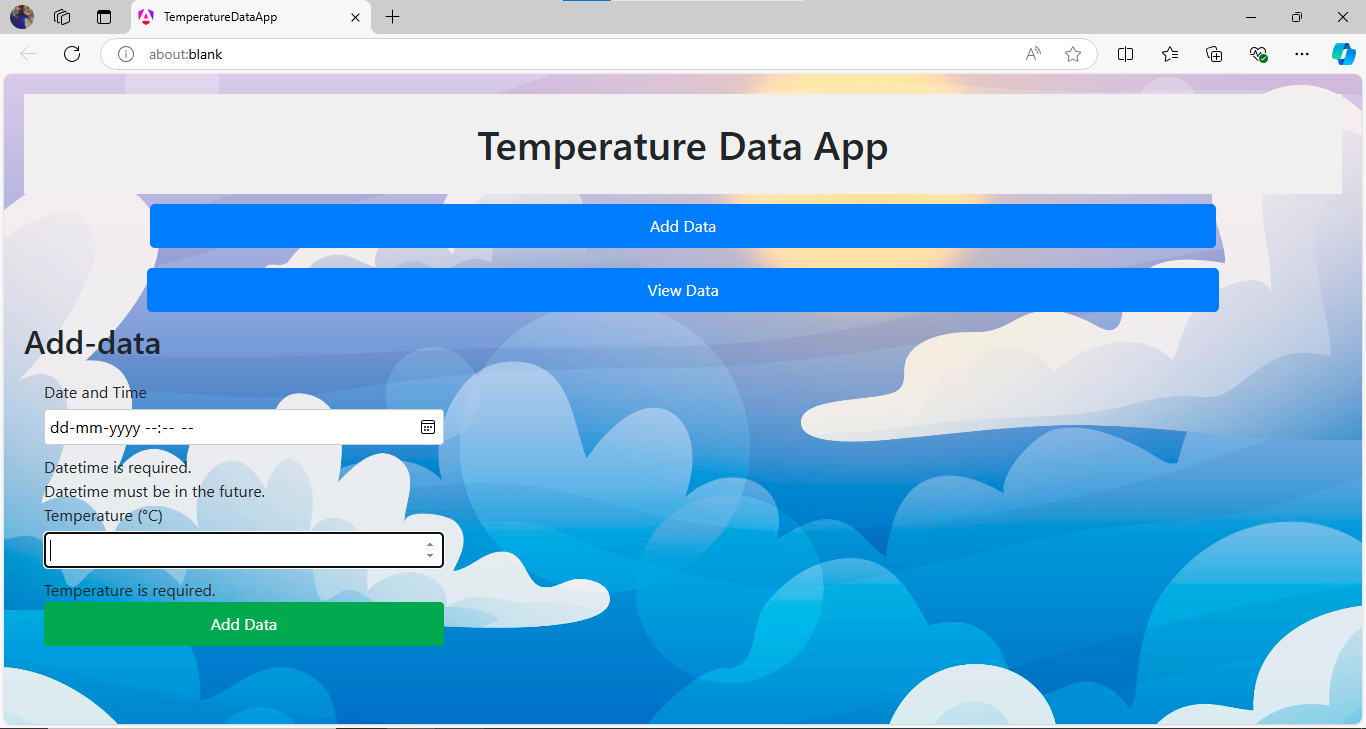 TemperatureDataApp
about:blank
Temperature Data App
Add Data
View Data
Add-data
Date and Time
dd-mm-yyyy --:-- --
Datetime is required.
Datetime must be in the future.
Temperature (°C)
Temperature is required.
Add Data